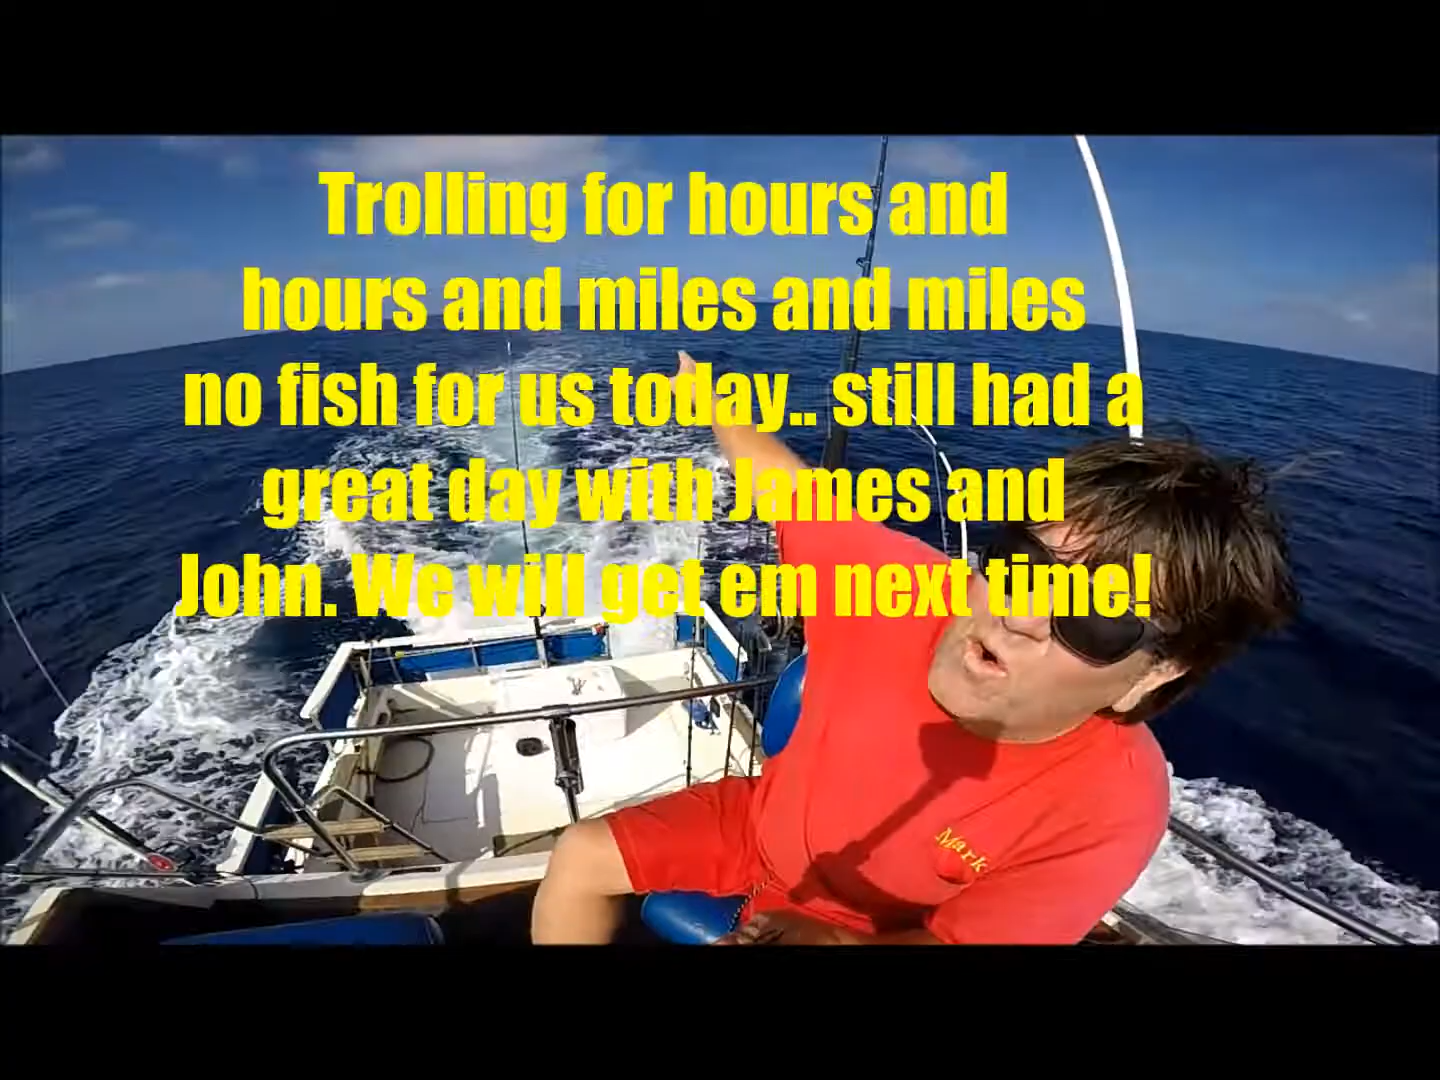 Trolling for hours and
hours and miles and miles
no fish for us today.. still had a
great day with James and
John. We will get em next time!
Mark